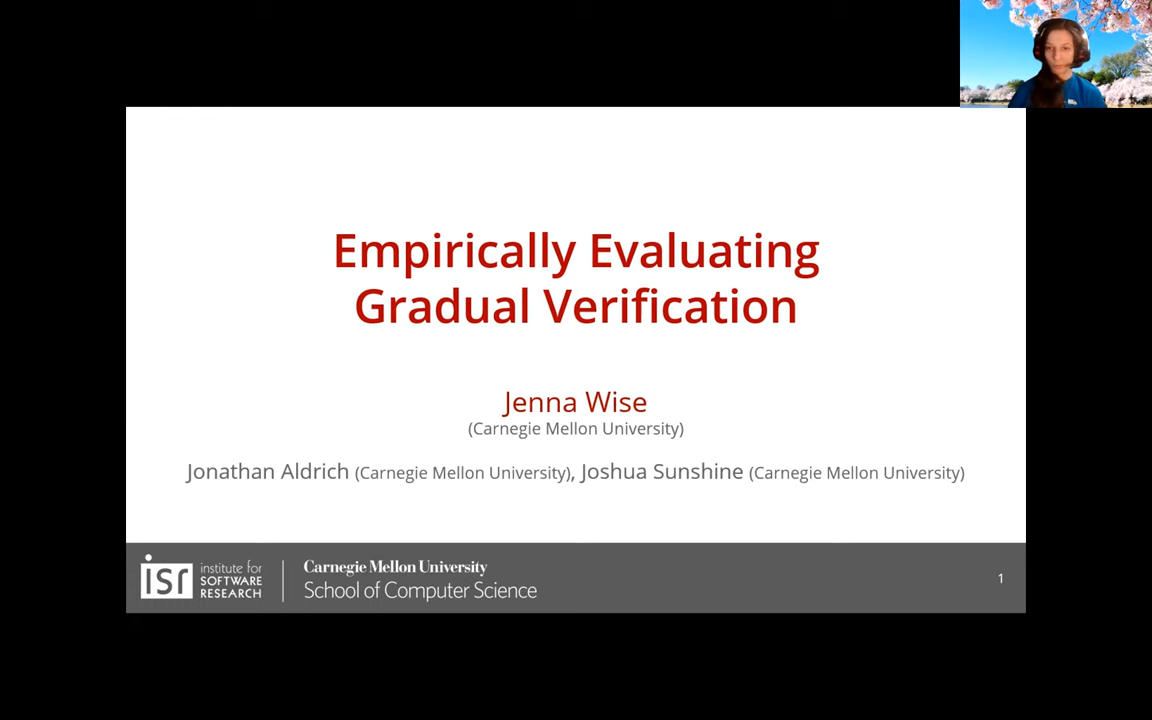 Empirically Evaluating
Gradual Verification
Jenna Wise
(Carnegie Mellon University)
Jonathan Aldrich (Carnegie Mellon University), Joshua Sunshine (Carnegie Mellon University)
isr
institute for
SOFTWARE
RESEARCH
Carnegie Mellon University
School of Computer Science
1